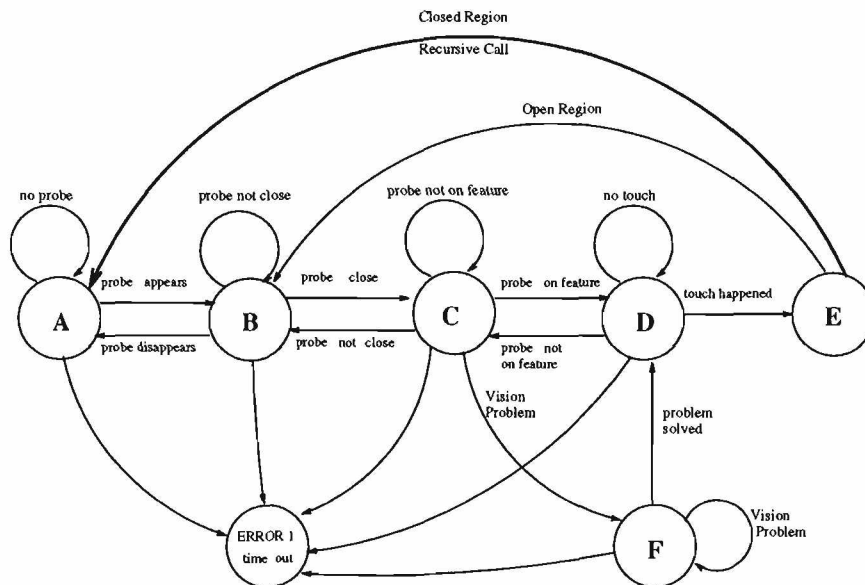 Closed Region
Recursive Call
Open Region
no probe
probe not close
probe not on feature
no touch
probe appears
probe close
probe on feature
touch happened
A
B
C
D
E
probe disappears
probe not close
probe not
on feature
Vision
Problem
problem
solved
ERROR 1
time out
F
Vision
Problem